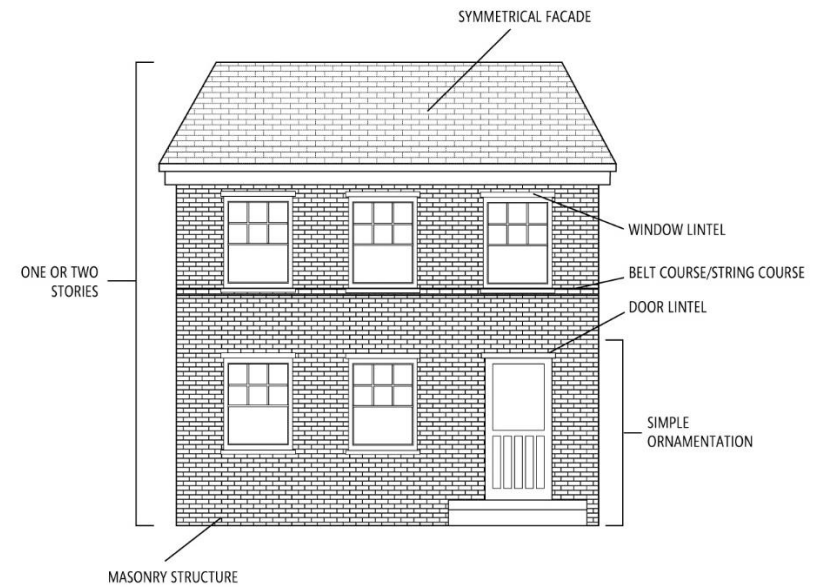 SYMMETRICAL FACADE
WINDOW LINTEL
ONE OR TWO
STORIES
BELT COURSE/STRING COURSE
DOOR LINTEL
SIMPLE
ORNAMENTATION
MASONRY STRUCTURE